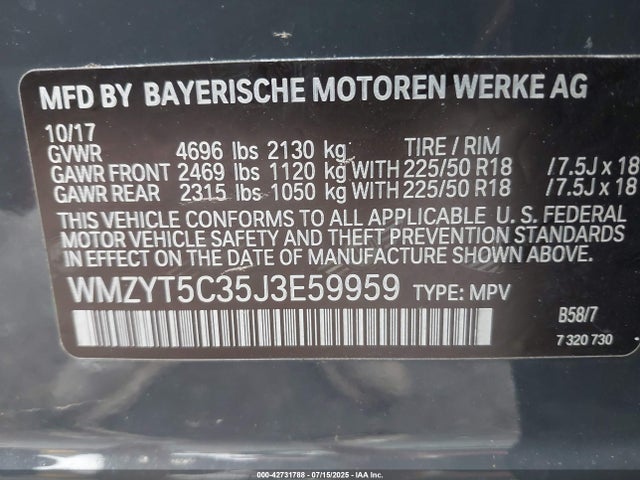 MFD BY BAYERISCHE MOTOREN WERKE AG
10/17
GVWR 4696 lbs 2130 kg TIRE / RIM
GAWR FRONT 2469 lbs 1120 kg WITH 225/50 R18 /7.5J x 18
GAWR REAR 2315 lbs 1050 kg WITH 225/50 R18 /7.5J x 18
THIS VEHICLE CONFORMS TO ALL APPLICABLE U. S. FEDERAL
MOTOR VEHICLE SAFETY AND THEFT PREVENTION STANDARDS
IN EFFECT ON THE DATE OF MANUFACTURE SHOWN ABOVE.
WMZYT5C35J3E59959 TYPE: MPV
B58/7
7 320 730
000-42731788 - 07/15/2025 - IAA Inc.